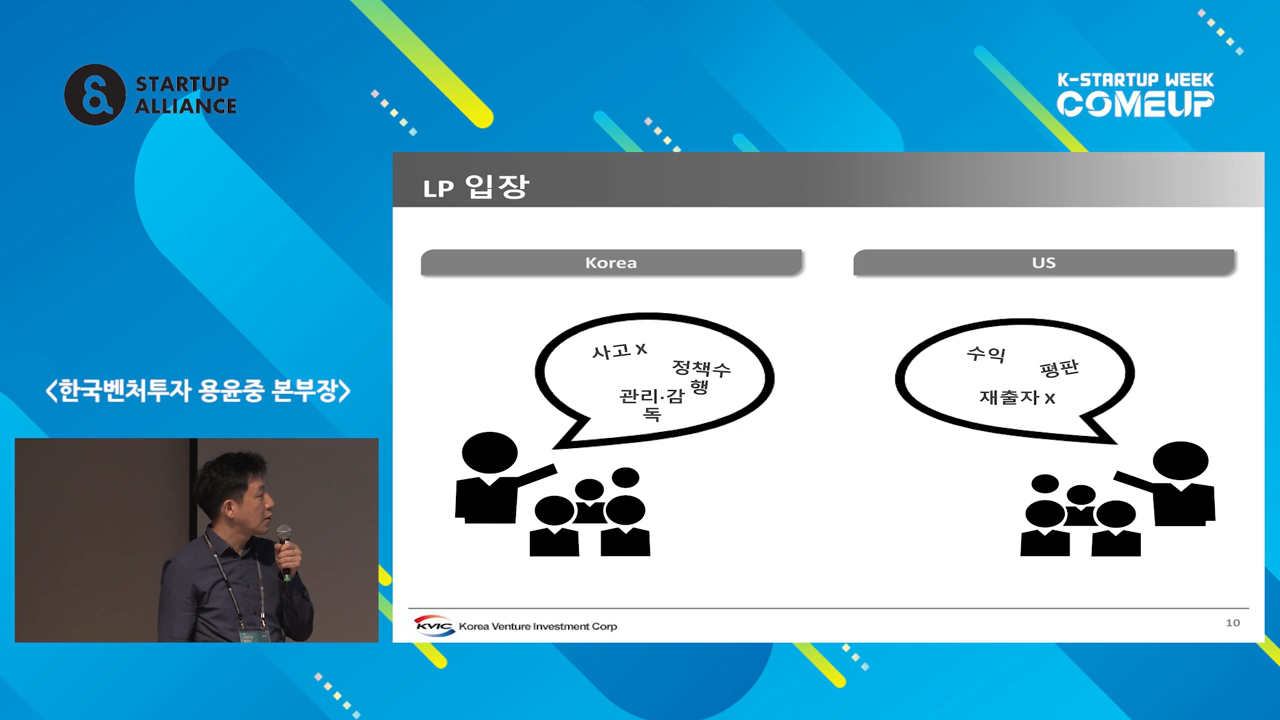 STARTUP
ALLIANCE
K-STARTUP WEEK
COMEUP
LP 입장
Korea
US
사고 X
정책수
행
관리·감
독
수익
평판
재출자 x
<한국벤처투자 용윤중 본부장>
KVIC Korea Venture Investment Corp
10